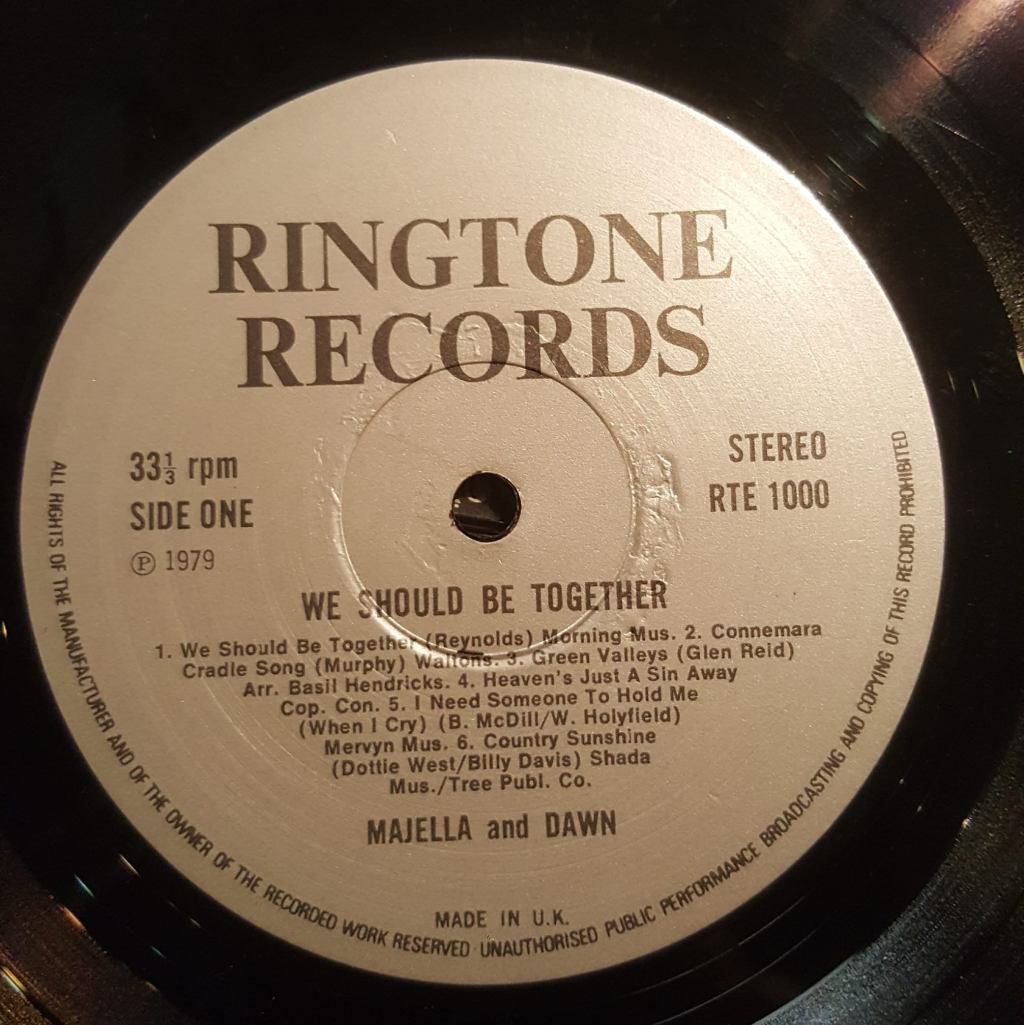 RINGTONE
RECORDS
33⅓ rpm
SIDE ONE
℗ 1979
STEREO
RTE 1000
WE SHOULD BE TOGETHER
1. We Should Be Together (Reynolds) Morning Mus. 2. Connemara
Cradle Song (Murphy) Waltons. 3. Green Valleys (Glen Reid)
Arr. Basil Hendricks. 4. Heaven's Just A Sin Away
Cop. Con. 5. I Need Someone To Hold Me
(When I Cry) (B. McDill/W. Holyfield)
Mervyn Mus. 6. Country Sunshine
(Dottie West/Billy Davis) Shada
Mus./Tree Publ. Co.
MAJELLA and DAWN
MADE IN U.K.
ALL RIGHTS OF THE MANUFACTURER AND OF THE OWNER OF THE RECORDED WORK RESERVED · UNAUTHORISED PUBLIC PERFORMANCE BROADCASTING AND COPYING OF THIS RECORD PROHIBITED